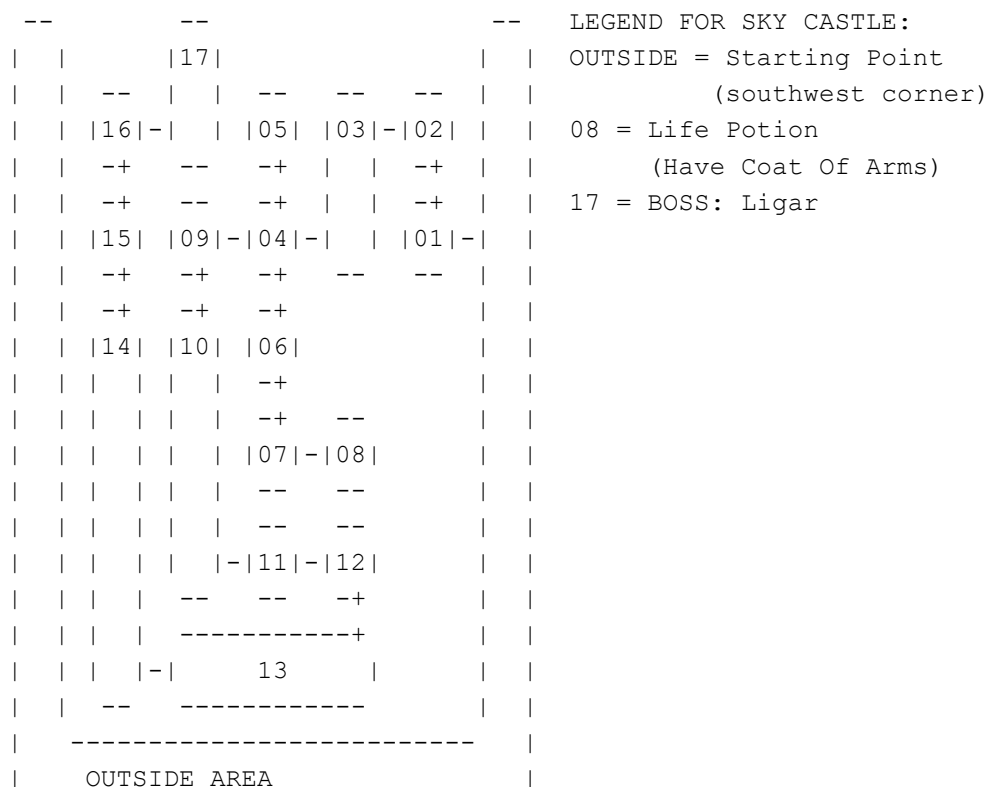 --         --                  --   LEGEND FOR SKY CASTLE:
|  |       |17|                |  |  OUTSIDE = Starting Point
|  |  --   |  |  --   --   --  |  |            (southwest corner)
|  | |16|-|  | |05| |03|-|02| |  |  08 = Life Potion
|  |  -+   --   -+  |  |  -+  |  |       (Have Coat Of Arms)
|  |  -+   --   -+  |  |  -+  |  |  17 = BOSS: Ligar
|  | |15| |09|-|04|-|  | |01|-|  |
|  |  -+   -+   -+   --   --  |  |
|  |  -+   -+   -+            |  |
|  | |14| |10| |06|           |  |
|  | |  | |  |  -+            |  |
|  | |  | |  |  -+   --       |  |
|  | |  | |  | |07|-|08|      |  |
|  | |  | |  |  --   --       |  |
|  | |  | |  |  --   --       |  |
|  | |  | |  |-|11|-|12|      |  |
|  | |  |  --   --   -+       |  |
|  | |  |  -----------+       |  |
|  | |  |-|     13     |      |  |
|  |  --   ------------       |  |
|   --------------------------   |
|    OUTSIDE AREA                |